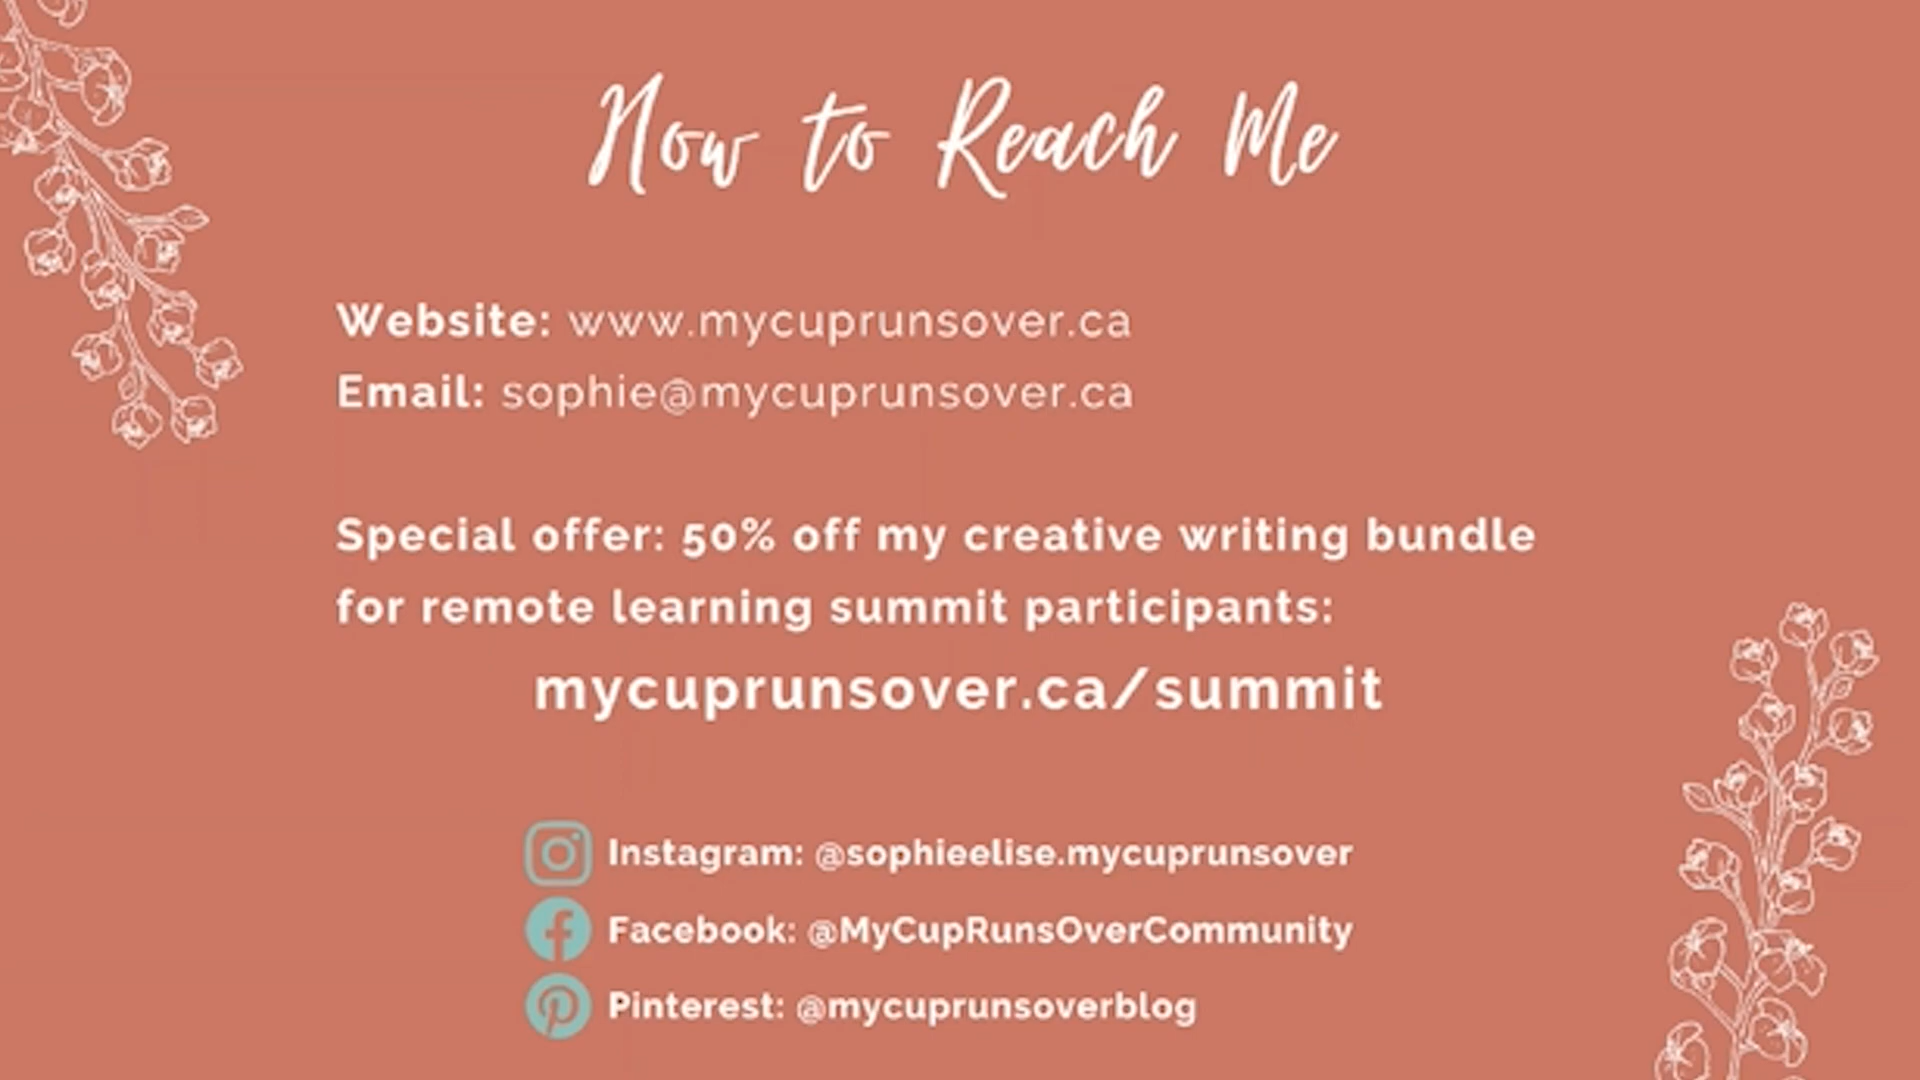 How to Reach Me
Website: www.mycuprunsover.ca
Email: sophie@mycuprunsover.ca
Special offer: 50% off my creative writing bundle
for remote learning summit participants:
mycuprunsover.ca/summit
Instagram: @sophieelise.mycuprunsover
Facebook: @MyCupRunsOverCommunity
Pinterest: @mycuprunsoverblog